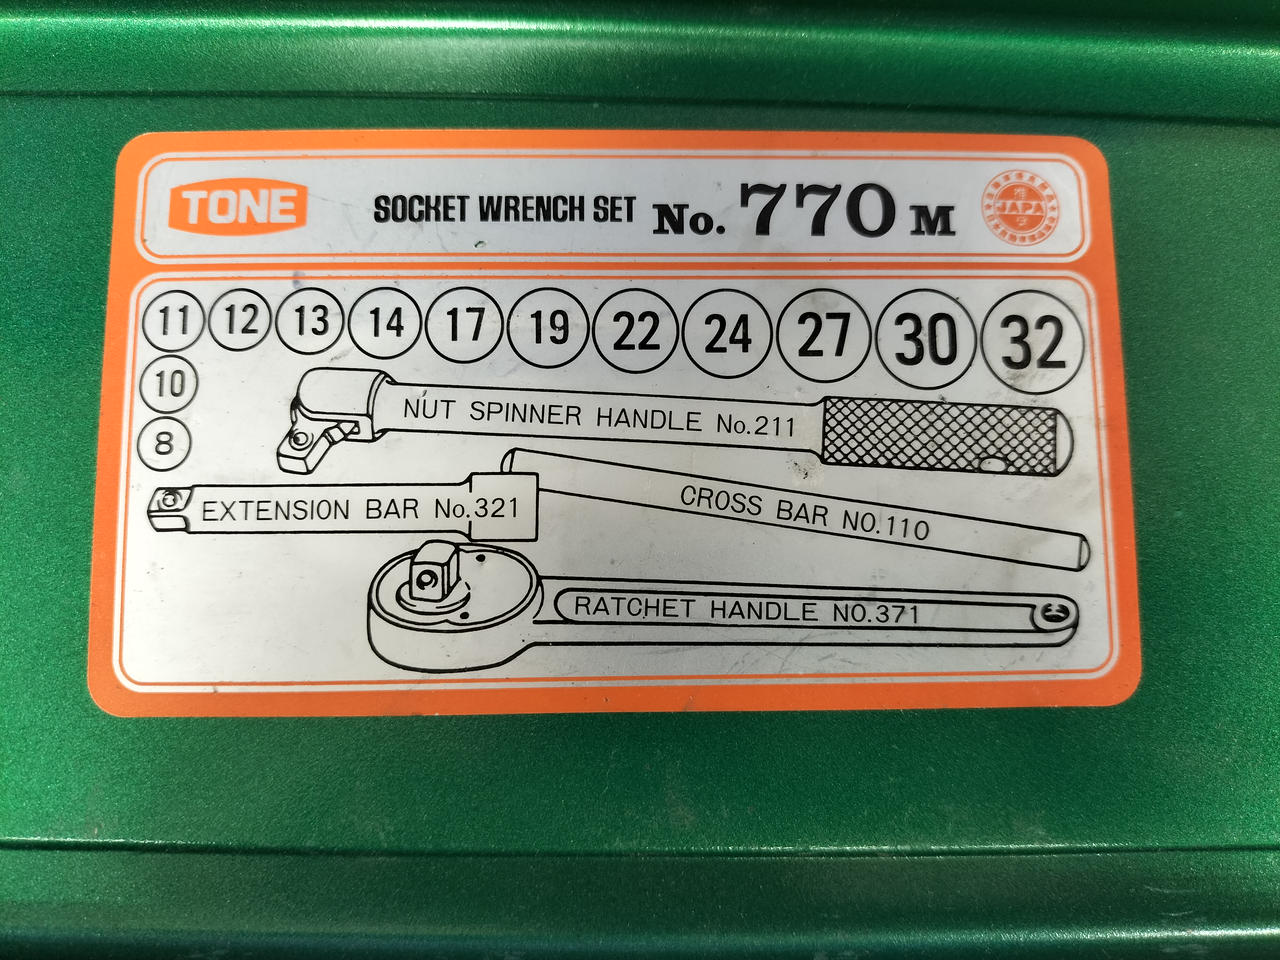 TONE
SOCKET WRENCH SET No. 770 M
JAPA
11 12 13 14 17 19 22 24 27 30 32
10
8
NUT SPINNER HANDLE No.211
CROSS BAR NO.110
EXTENSION BAR No.321
RATCHET HANDLE NO.371